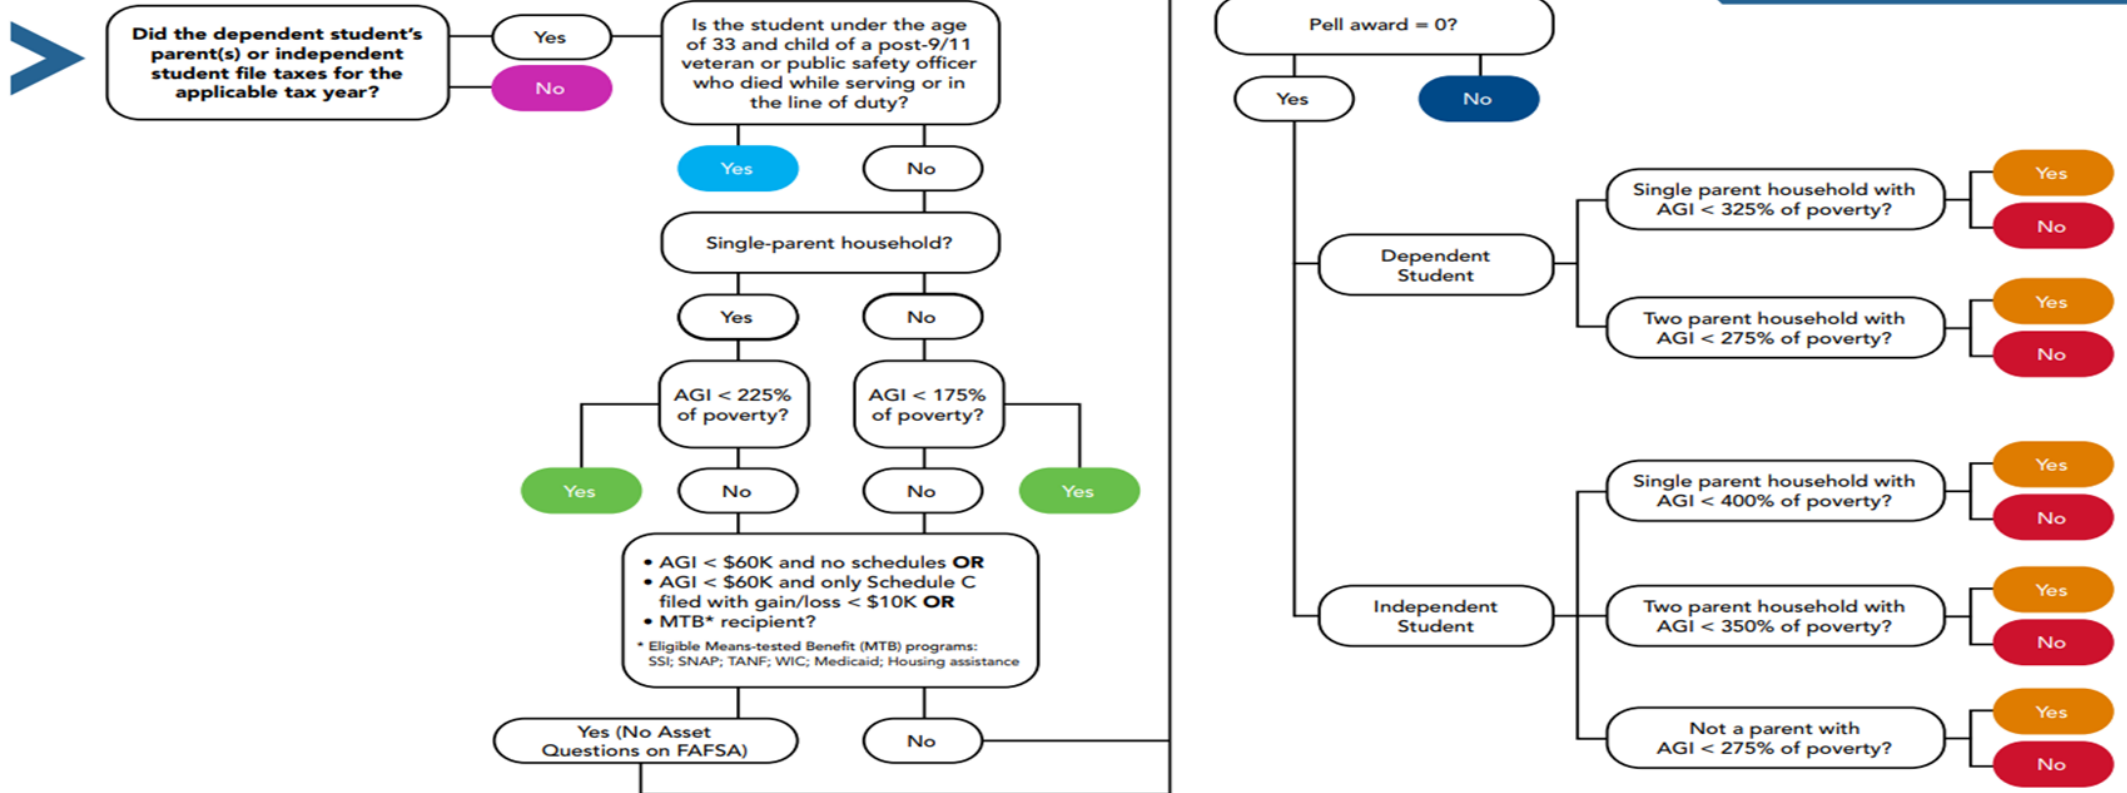 Did the dependent student's
parent(s) or independent
student file taxes for the
applicable tax year?
Yes
No
Is the student under the age
of 33 and child of a post-9/11
veteran or public safety officer
who died while serving or in
the line of duty?
Yes
No
Single-parent household?
Yes
No
AGI < 225%
of poverty?
AGI < 175%
of poverty?
Yes
No
No
Yes
• AGI < $60K and no schedules OR
• AGI < $60K and only Schedule C
filed with gain/loss < $10K OR
• MTB* recipient?
* Eligible Means-tested Benefit (MTB) programs:
SSI; SNAP; TANF; WIC; Medicaid; Housing assistance
Yes (No Asset
Questions on FAFSA)
No
Pell award = 0?
Yes
No
Dependent
Student
Single parent household with
AGI < 325% of poverty?
Yes
No
Two parent household with
AGI < 275% of poverty?
Yes
No
Independent
Student
Single parent household with
AGI < 400% of poverty?
Yes
No
Two parent household with
AGI < 350% of poverty?
Yes
No
Not a parent with
AGI < 275% of poverty?
Yes
No